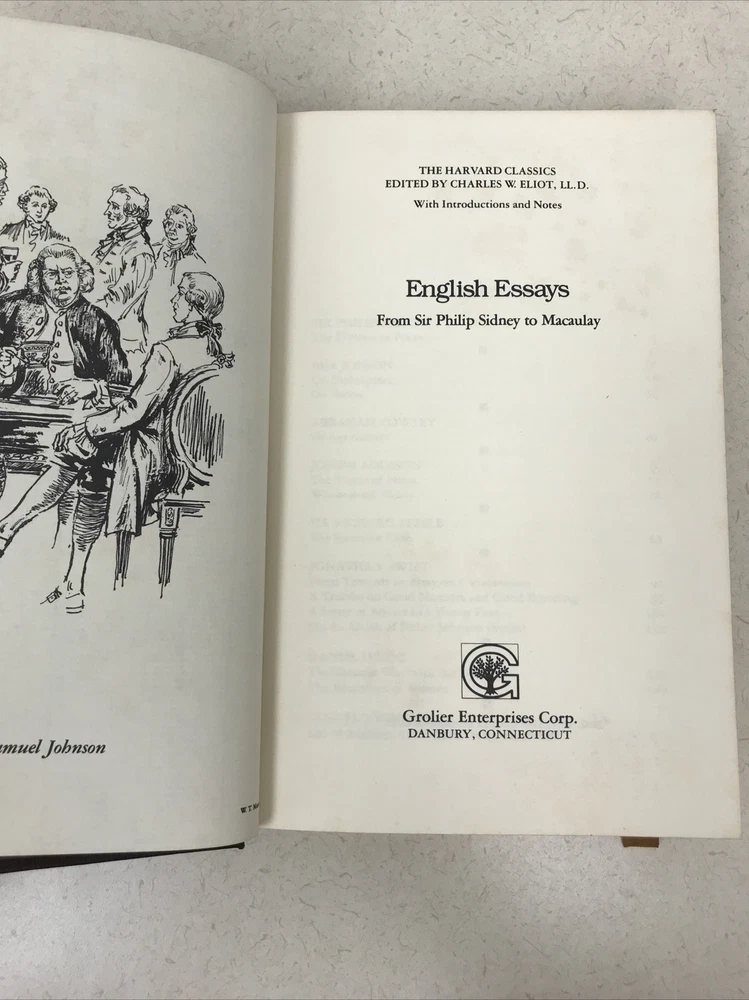 amuel Johnson
W. T.
THE HARVARD CLASSICS
EDITED BY CHARLES W. ELIOT, LL.D.
With Introductions and Notes
English Essays
From Sir Philip Sidney to Macaulay
G
Grolier Enterprises Corp.
DANBURY, CONNECTICUT